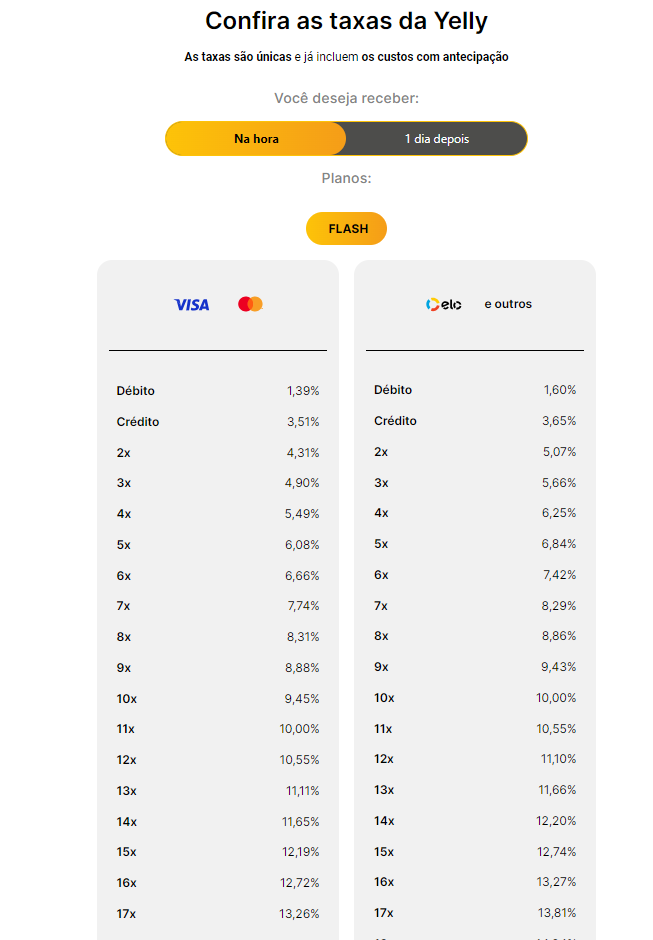 Confira as taxas da Yelly
As taxas são únicas e já incluem os custos com antecipação
Você deseja receber:
Na hora 1 dia depois
Planos:
FLASH
VISA
Débito 1,39%
Crédito 3,51%
2x 4,31%
3x 4,90%
4x 5,49%
5x 6,08%
6x 6,66%
7x 7,74%
8x 8,31%
9x 8,88%
10x 9,45%
11x 10,00%
12x 10,55%
13x 11,11%
14x 11,65%
15x 12,19%
16x 12,72%
17x 13,26%
elo e outros
Débito 1,60%
Crédito 3,65%
2x 5,07%
3x 5,66%
4x 6,25%
5x 6,84%
6x 7,42%
7x 8,29%
8x 8,86%
9x 9,43%
10x 10,00%
11x 10,55%
12x 11,10%
13x 11,66%
14x 12,20%
15x 12,74%
16x 13,27%
17x 13,81%